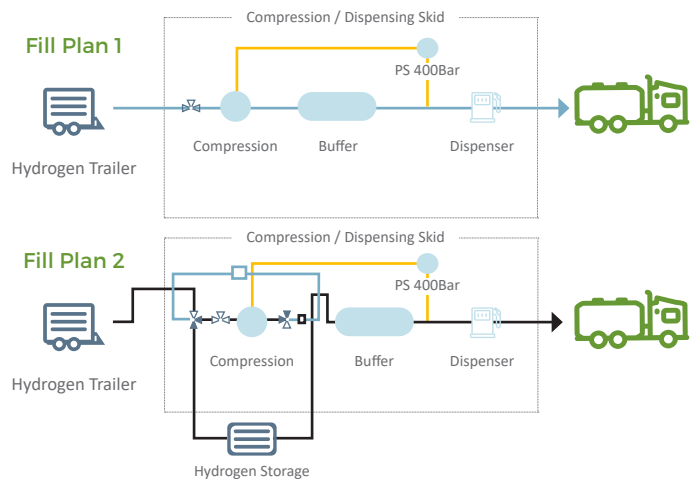 Compression / Dispensing Skid
Fill Plan 1
PS 400Bar
Hydrogen Trailer
Compression
Buffer
Dispenser
Compression / Dispensing Skid
Fill Plan 2
PS 400Bar
Hydrogen Trailer
Compression
Buffer
Dispenser
Hydrogen Storage